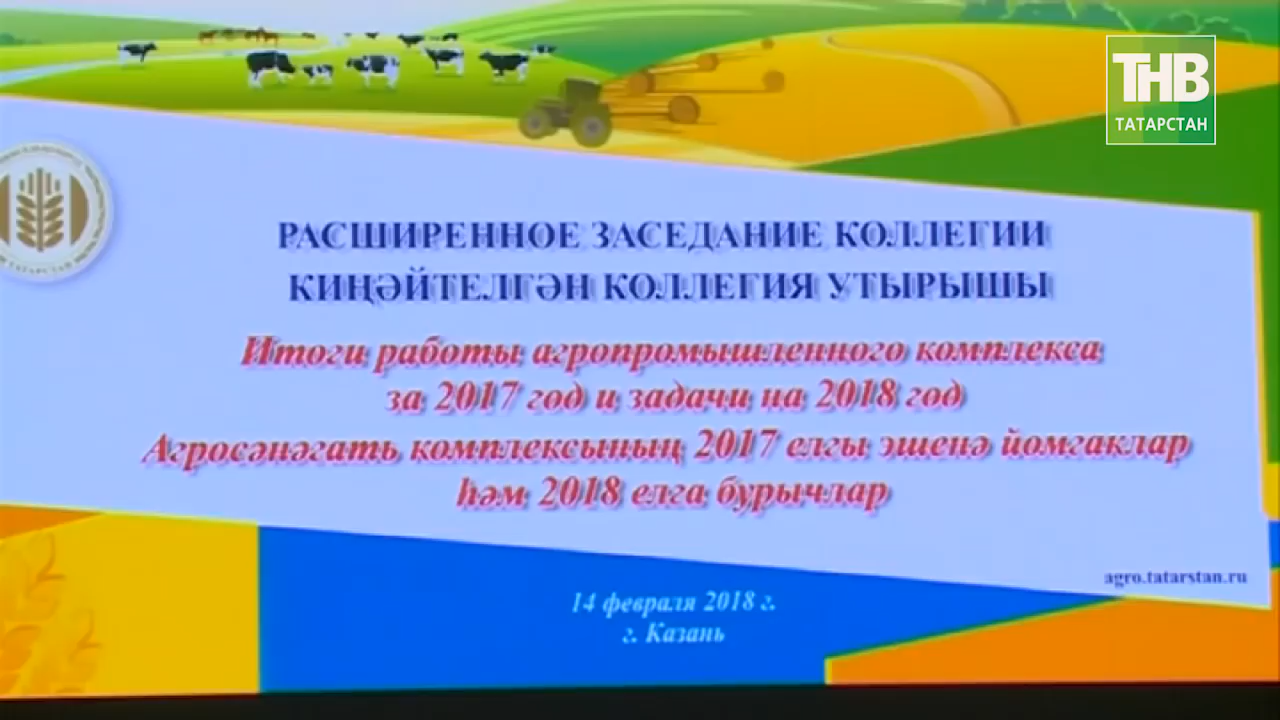 ТНВ
ТАТАРСТАН
РАСШИРЕННОЕ ЗАСЕДАНИЕ КОЛЛЕГИИ
КИҢӘЙТЕЛГӘН КОЛЛЕГИЯ УТЫРЫШЫ
Итоги работы агропромышленного комплекса
за 2017 год и задачи на 2018 год
Агросәнәгать комплексының 2017 елгы эшенә йомгаклар
һәм 2018 елга бурычлар
agro.tatarstan.ru
14 февраля 2018 г.
г. Казань